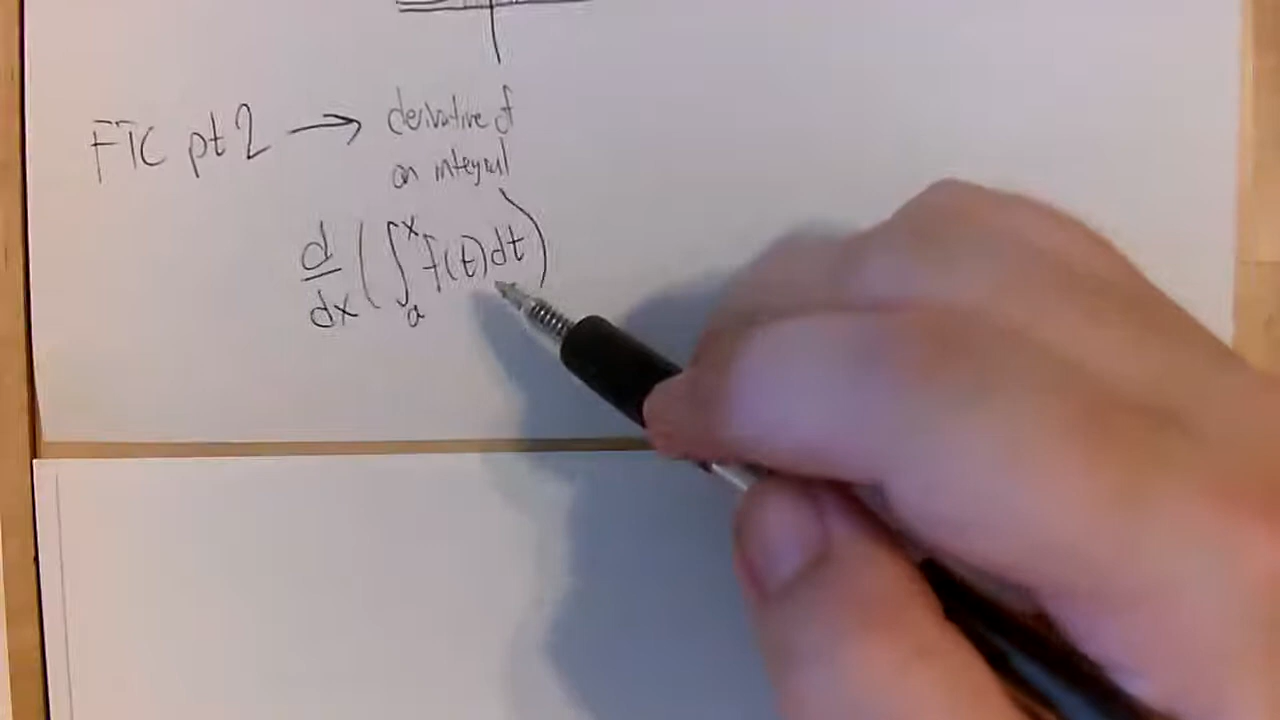 FTC pt 2 → derivative of
an integral
d/dx (∫ₐˣ f(t)dt)